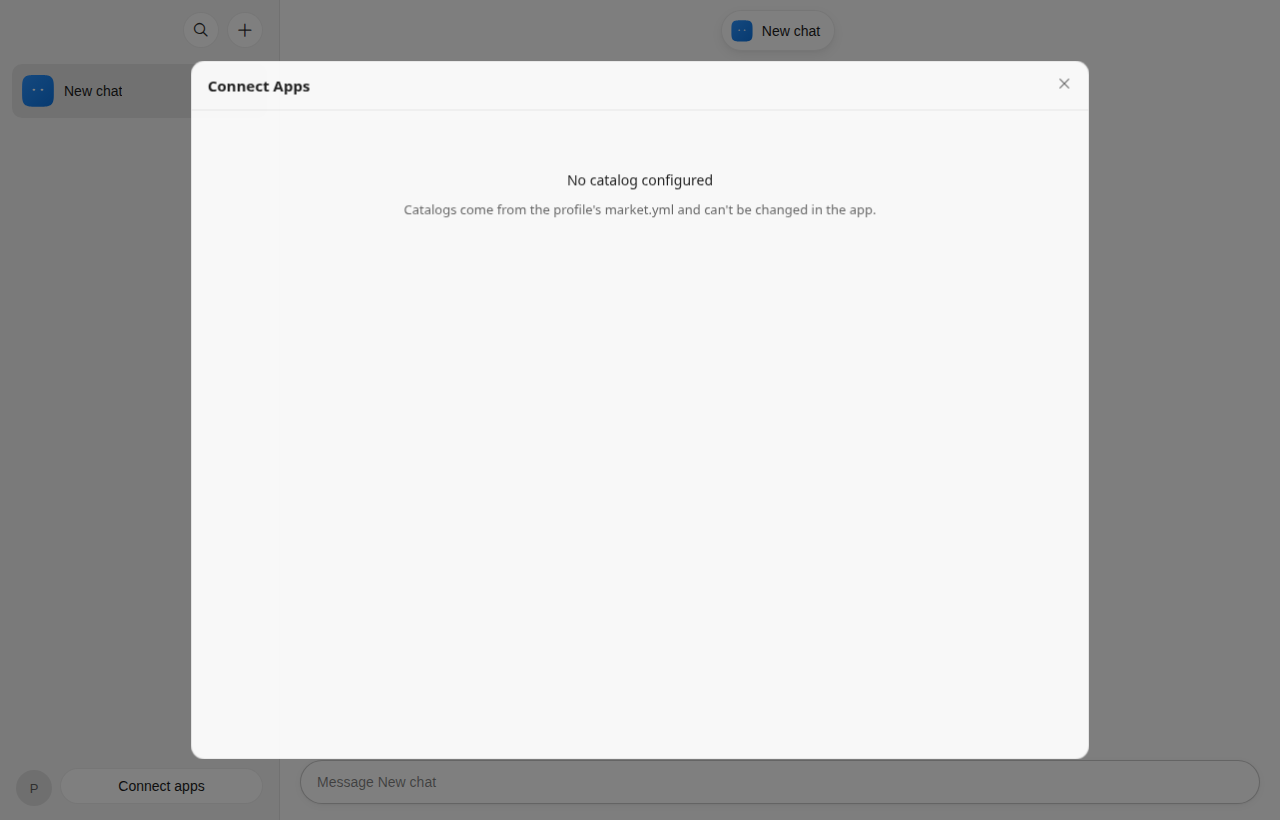 New chat
New chat
Connect Apps
No catalog configured
Catalogs come from the profile's market.yml and can't be changed in the app.
P
Connect apps
Message New chat